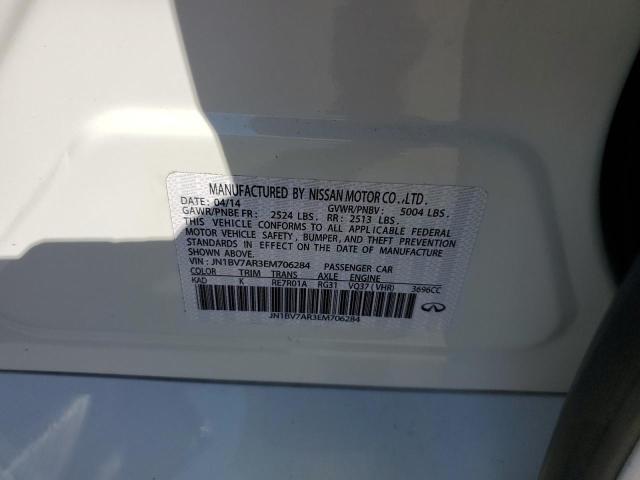 MANUFACTURED BY NISSAN MOTOR CO.,LTD.
DATE: 04/14 GVWR/PNBV: 5004 LBS.
GAWR/PNBE FR: 2524 LBS. RR: 2513 LBS.
THIS VEHICLE CONFORMS TO ALL APPLICABLE FEDERAL
MOTOR VEHICLE SAFETY, BUMPER, AND THEFT PREVENTION
STANDARDS IN EFFECT ON THE DATE OF MANUFACTURE
SHOWN ABOVE.
VIN: JN1BV7AR3EM706284 PASSENGER CAR
COLOR TRIM TRANS AXLE ENGINE
KAD K RE7R01A RG31 VQ37(VHR) 3696CC
JN1BV7AR3EM706284